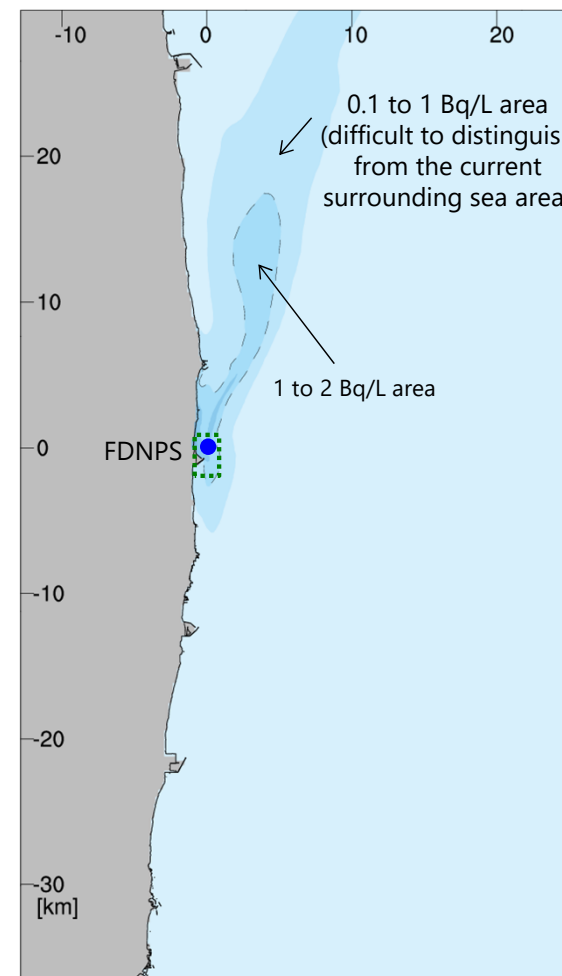 -10 0 10 20
0.1 to 1 Bq/L area
(difficult to distinguis
from the current
surrounding sea area
20
10
1 to 2 Bq/L area
0
FDNPS
-10
-20
-30
[km]